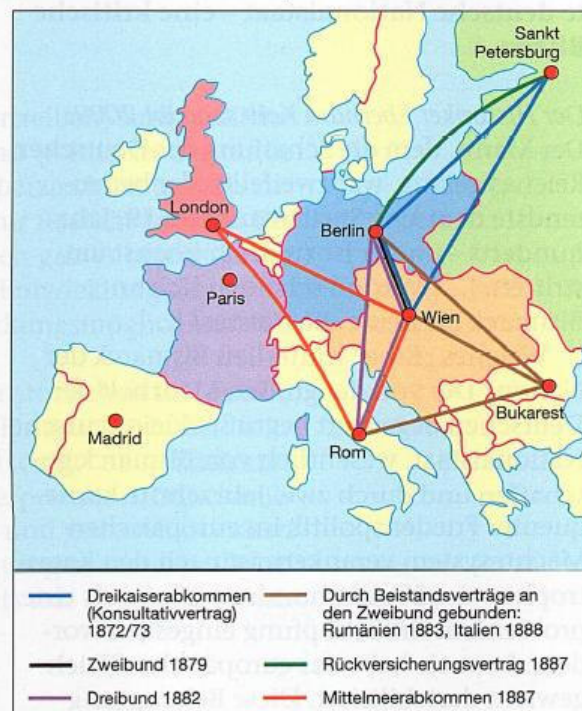 Sankt
Petersburg
London
Berlin
Paris
Wien
Bukarest
Madrid
Rom
Dreikaiserabkommen
(Konsultativvertrag)
1872/73
Zweibund 1879
Dreibund 1882
Durch Beistandsverträge an
den Zweibund gebunden:
Rumänien 1883, Italien 1888
Rückversicherungsvertrag 1887
Mittelmeerabkommen 1887